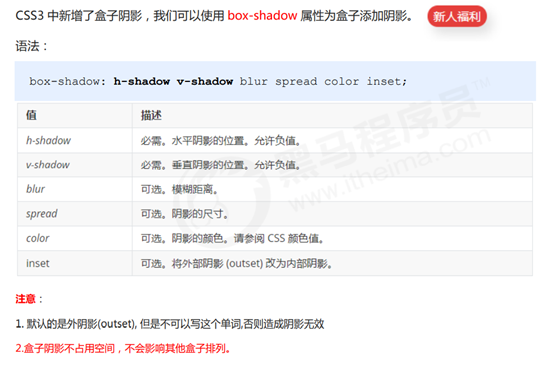 CSS3 中新增了盒子阴影，我们可以使用 box-shadow 属性为盒子添加阴影。 新人福利
语法：
box-shadow: h-shadow v-shadow blur spread color inset;
值 描述
h-shadow 必需。水平阴影的位置。允许负值。
v-shadow 必需。垂直阴影的位置。允许负值。
blur 可选。模糊距离。
spread 可选。阴影的尺寸。
color 可选。阴影的颜色。请参阅 CSS 颜色值。
inset 可选。将外部阴影 (outset) 改为内部阴影。
黑马程序员
www.itheima.com
注意：
1. 默认的是外阴影(outset), 但是不可以写这个单词,否则造成阴影无效
2.盒子阴影不占用空间，不会影响其他盒子排列。